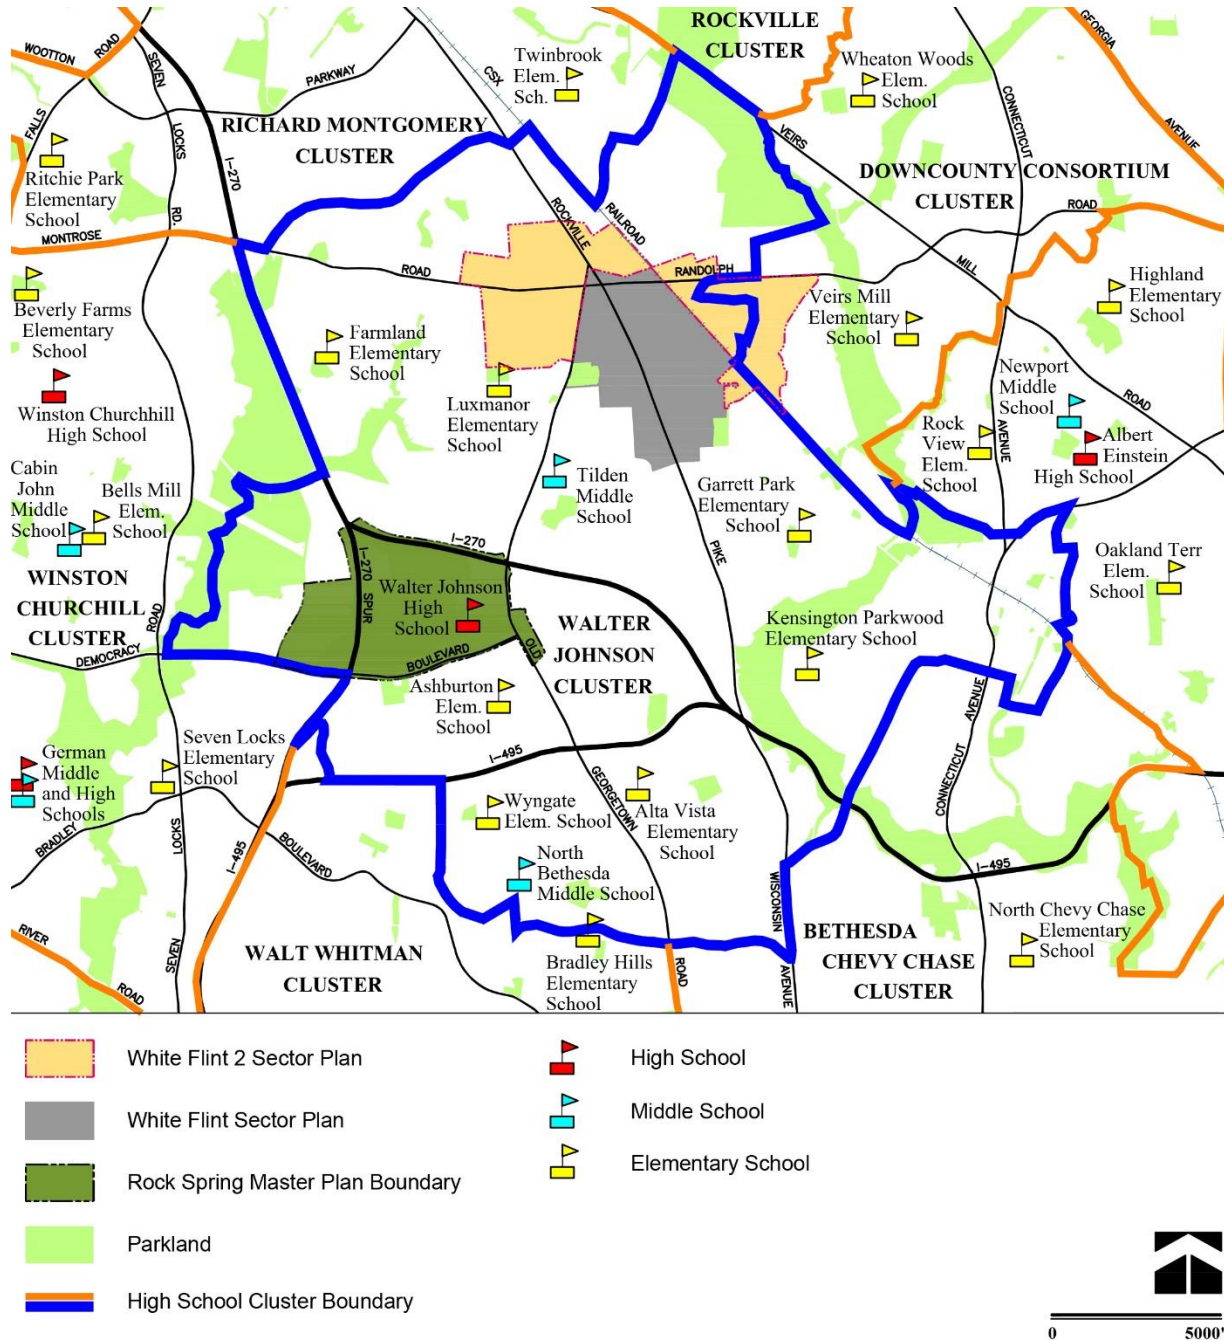 ROCKVILLE
CLUSTER
WOOTTON
ROAD
SEVEN
LOCKS
RD.
PARKWAY
CSX
Twinbrook
Elem.
Sch.
Wheaton Woods
Elem.
School
GEORGIA
AVENUE
CONNECTICUT
VEIRS
RICHARD MONTGOMERY
CLUSTER
FALLS
I-270
Ritchie Park
Elementary
School
DOWNCOUNTY CONSORTIUM
CLUSTER
ROAD
MONTROSE
ROAD
ROCKVILLE
RAILROAD
RANDOLPH
MILL
Beverly Farms
Elementary
School
Farmland
Elementary
School
Veirs Mill
Elementary
School
Highland
Elementary
School
Newport
Middle
School
ROAD
Winston Churchhill
High School
Luxmanor
Elementary
School
Rock
View
Elem.
School
AVENUE
Albert
Einstein
High School
Cabin
John
Middle
School
Bells Mill
Elem.
School
Tilden
Middle
School
Garrett Park
Elementary
School
PIKE
I-270
I-270 SPUR
Oakland Terr
Elem.
School
WINSTON
CHURCHILL
CLUSTER
ROAD
DEMOCRACY
Walter Johnson
High
School
BOULEVARD
OLD
WALTER
JOHNSON
CLUSTER
Kensington Parkwood
Elementary School
Ashburton
Elem.
School
AVENUE
CONNECTICUT
German
Middle
and High
Schools
Seven Locks
Elementary
School
I-495
GEORGETOWN
Wyngate
Elem. School
Alta Vista
Elementary
School
BRADLEY
LOCKS
BOULEVARD
I-495
I-495
North
Bethesda
Middle School
WISCONSIN
North Chevy Chase
Elementary
School
RIVER
ROAD
SEVEN
WALT WHITMAN
CLUSTER
Bradley Hills
Elementary
School
ROAD
AVENUE
BETHESDA
CHEVY CHASE
CLUSTER
White Flint 2 Sector Plan
White Flint Sector Plan
Rock Spring Master Plan Boundary
Parkland
High School Cluster Boundary
High School
Middle School
Elementary School
0 5000'